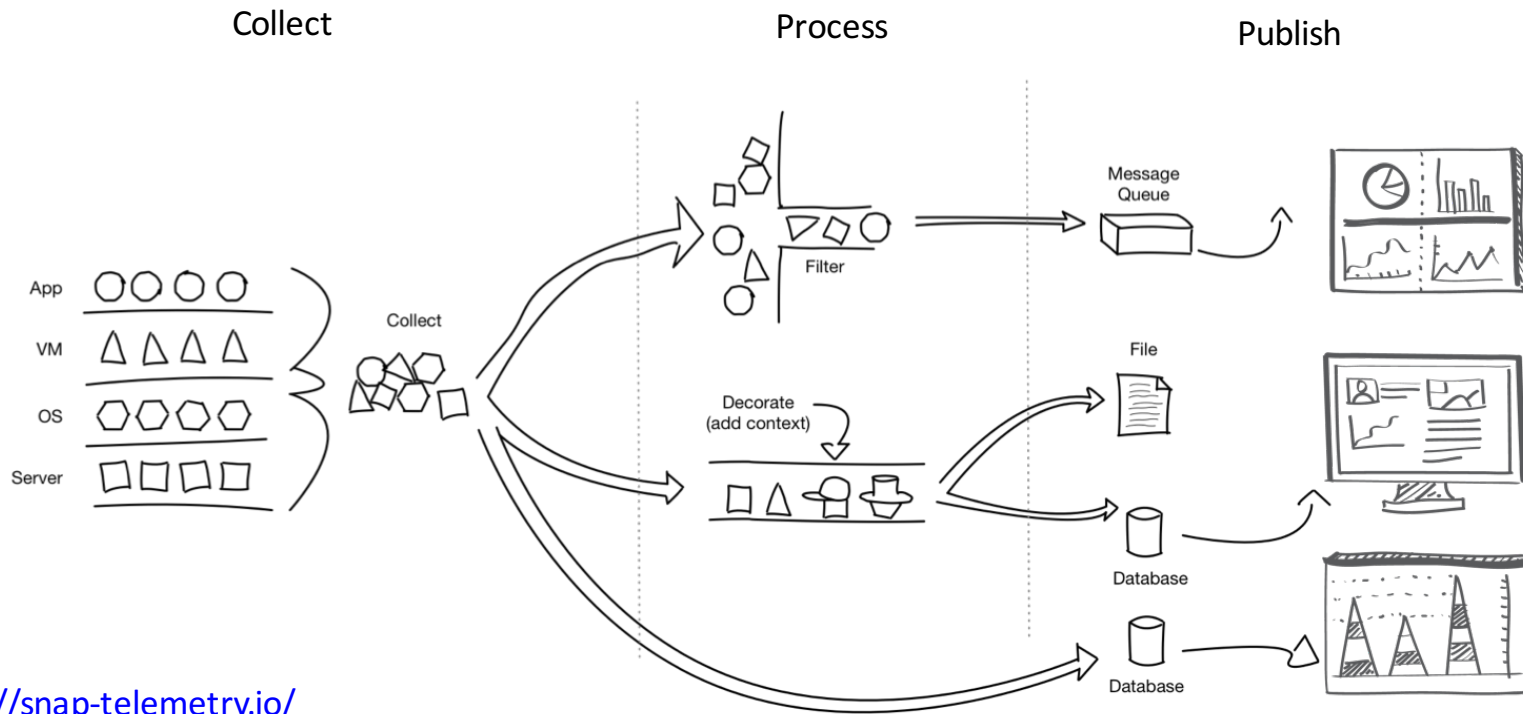 Collect
Process
Publish
App
VM
OS
Server
Collect
Filter
Decorate
(add context)
Message
Queue
File
Database
Database
//snap-telemetry.io/